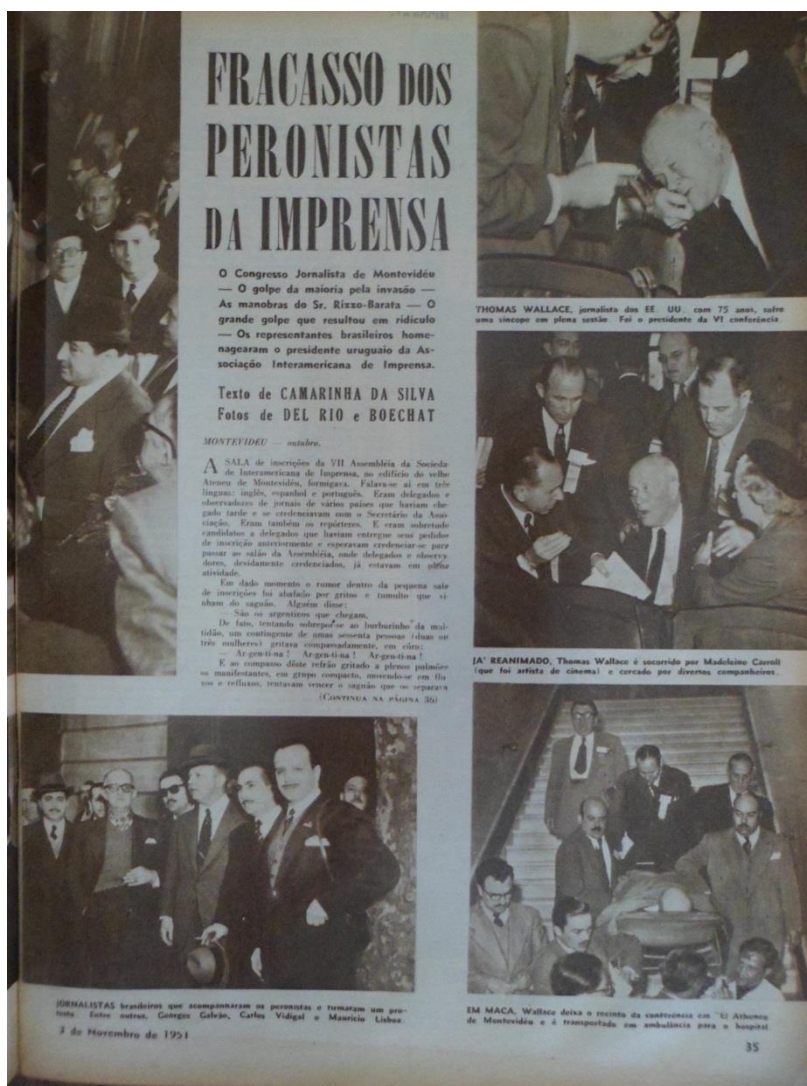 FRACASSO DOS
PERONISTAS
DA IMPRENSA
O Congresso Jornalista de Montevidéu
— O golpe da maioria pela invasão —
As manobras do Sr. Rizzo-Barata — O
grande golpe que resultou em ridículo
— Os representantes brasileiros home-
nagearam o presidente uruguaio da As-
sociação Interamericana de Imprensa.
Texto de CAMARINHA DA SILVA
Fotos de DEL RIO e BOECHAT
MONTEVIDÉU — outubro.
A SALA de inscrições da VII Assembléia da Socieda-
de Interamericana de Imprensa, no edifício do velho
Ateneu de Montevidéu, formigava. Falava-se aí em três
línguas: inglês, espanhol e português. Eram delegados e
observadores de jornais de vários países que haviam che-
gado tarde e se credenciavam com o Secretário da Asso-
ciação. Eram também os repórteres. E eram sobretudo
candidatos a delegados que haviam entregue seus pedidos
de inscrição anteriormente e esperavam credenciar-se para
passar ao salão da Assembléia, onde delegados e observa-
dores, devidamente credenciados, já estavam em plena
atividade.
Em dado momento o rumor dentro da pequena sala
de inscrições foi abafado por gritos e tumulto que vi-
nham do saguão. Alguém disse:
— São os argentinos que chegam.
De fato, tentando sobrepor-se ao burburinho da mul-
tidão, um contingente de umas sessenta pessoas (duas ou
três mulheres) gritava compassadamente, em côro:
— Ar-gen-ti-na! Ar-gen-ti-na! Ar-gen-ti-na!
E ao compasso dêste refrão gritado a plenos pulmões
os manifestantes, em grupo compacto, movendo-se em flu-
xos e refluxos, tentavam vencer o saguão que os separava
(CONTINUA NA PÁGINA 36)
THOMAS WALLACE, jornalista dos EE. UU. com 75 anos, sofre
uma síncope em plena sessão. Foi o presidente da VI conferência.
JA' REANIMADO, Thomas Wallace é socorrido por Madeleine Carroll
(que foi artista de cinema) e cercado por diversos companheiros.
JORNALISTAS brasileiros que acompanharam os peronistas e firmaram um pro-
testo. Entre outros, Georges Galvão, Carlos Vidigal e Mauricio Lisboa.
EM MACA, Wallace deixa o recinto da conferência em "El Atheneo
de Montevidéu e é transportado em ambulância para o hospital
3 de Novembro de 1951
35